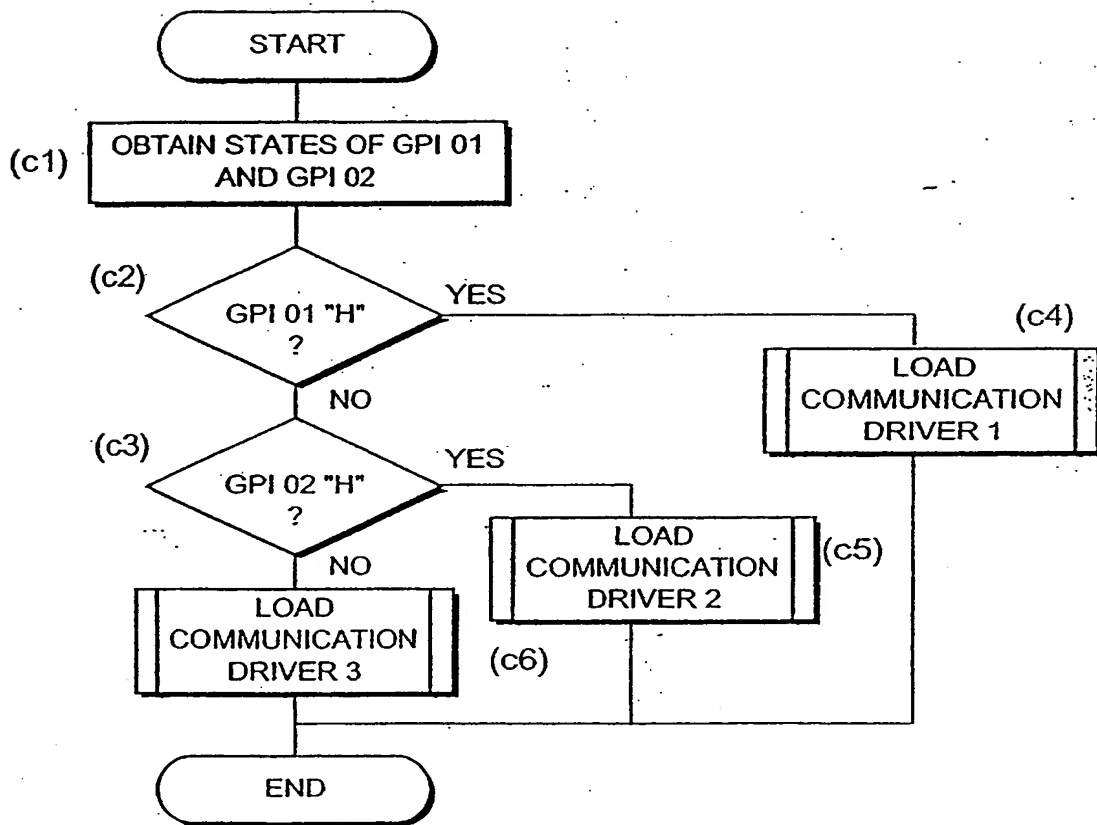 START
(c1)
OBTAIN STATES OF GPI 01
AND GPI 02
(c2)
GPI 01 "H"
?
YES
NO
(c4)
LOAD
COMMUNICATION
DRIVER 1
(c3)
GPI 02 "H"
?
YES
NO
LOAD
COMMUNICATION
DRIVER 2
(c5)
LOAD
COMMUNICATION
DRIVER 3
(c6)
END